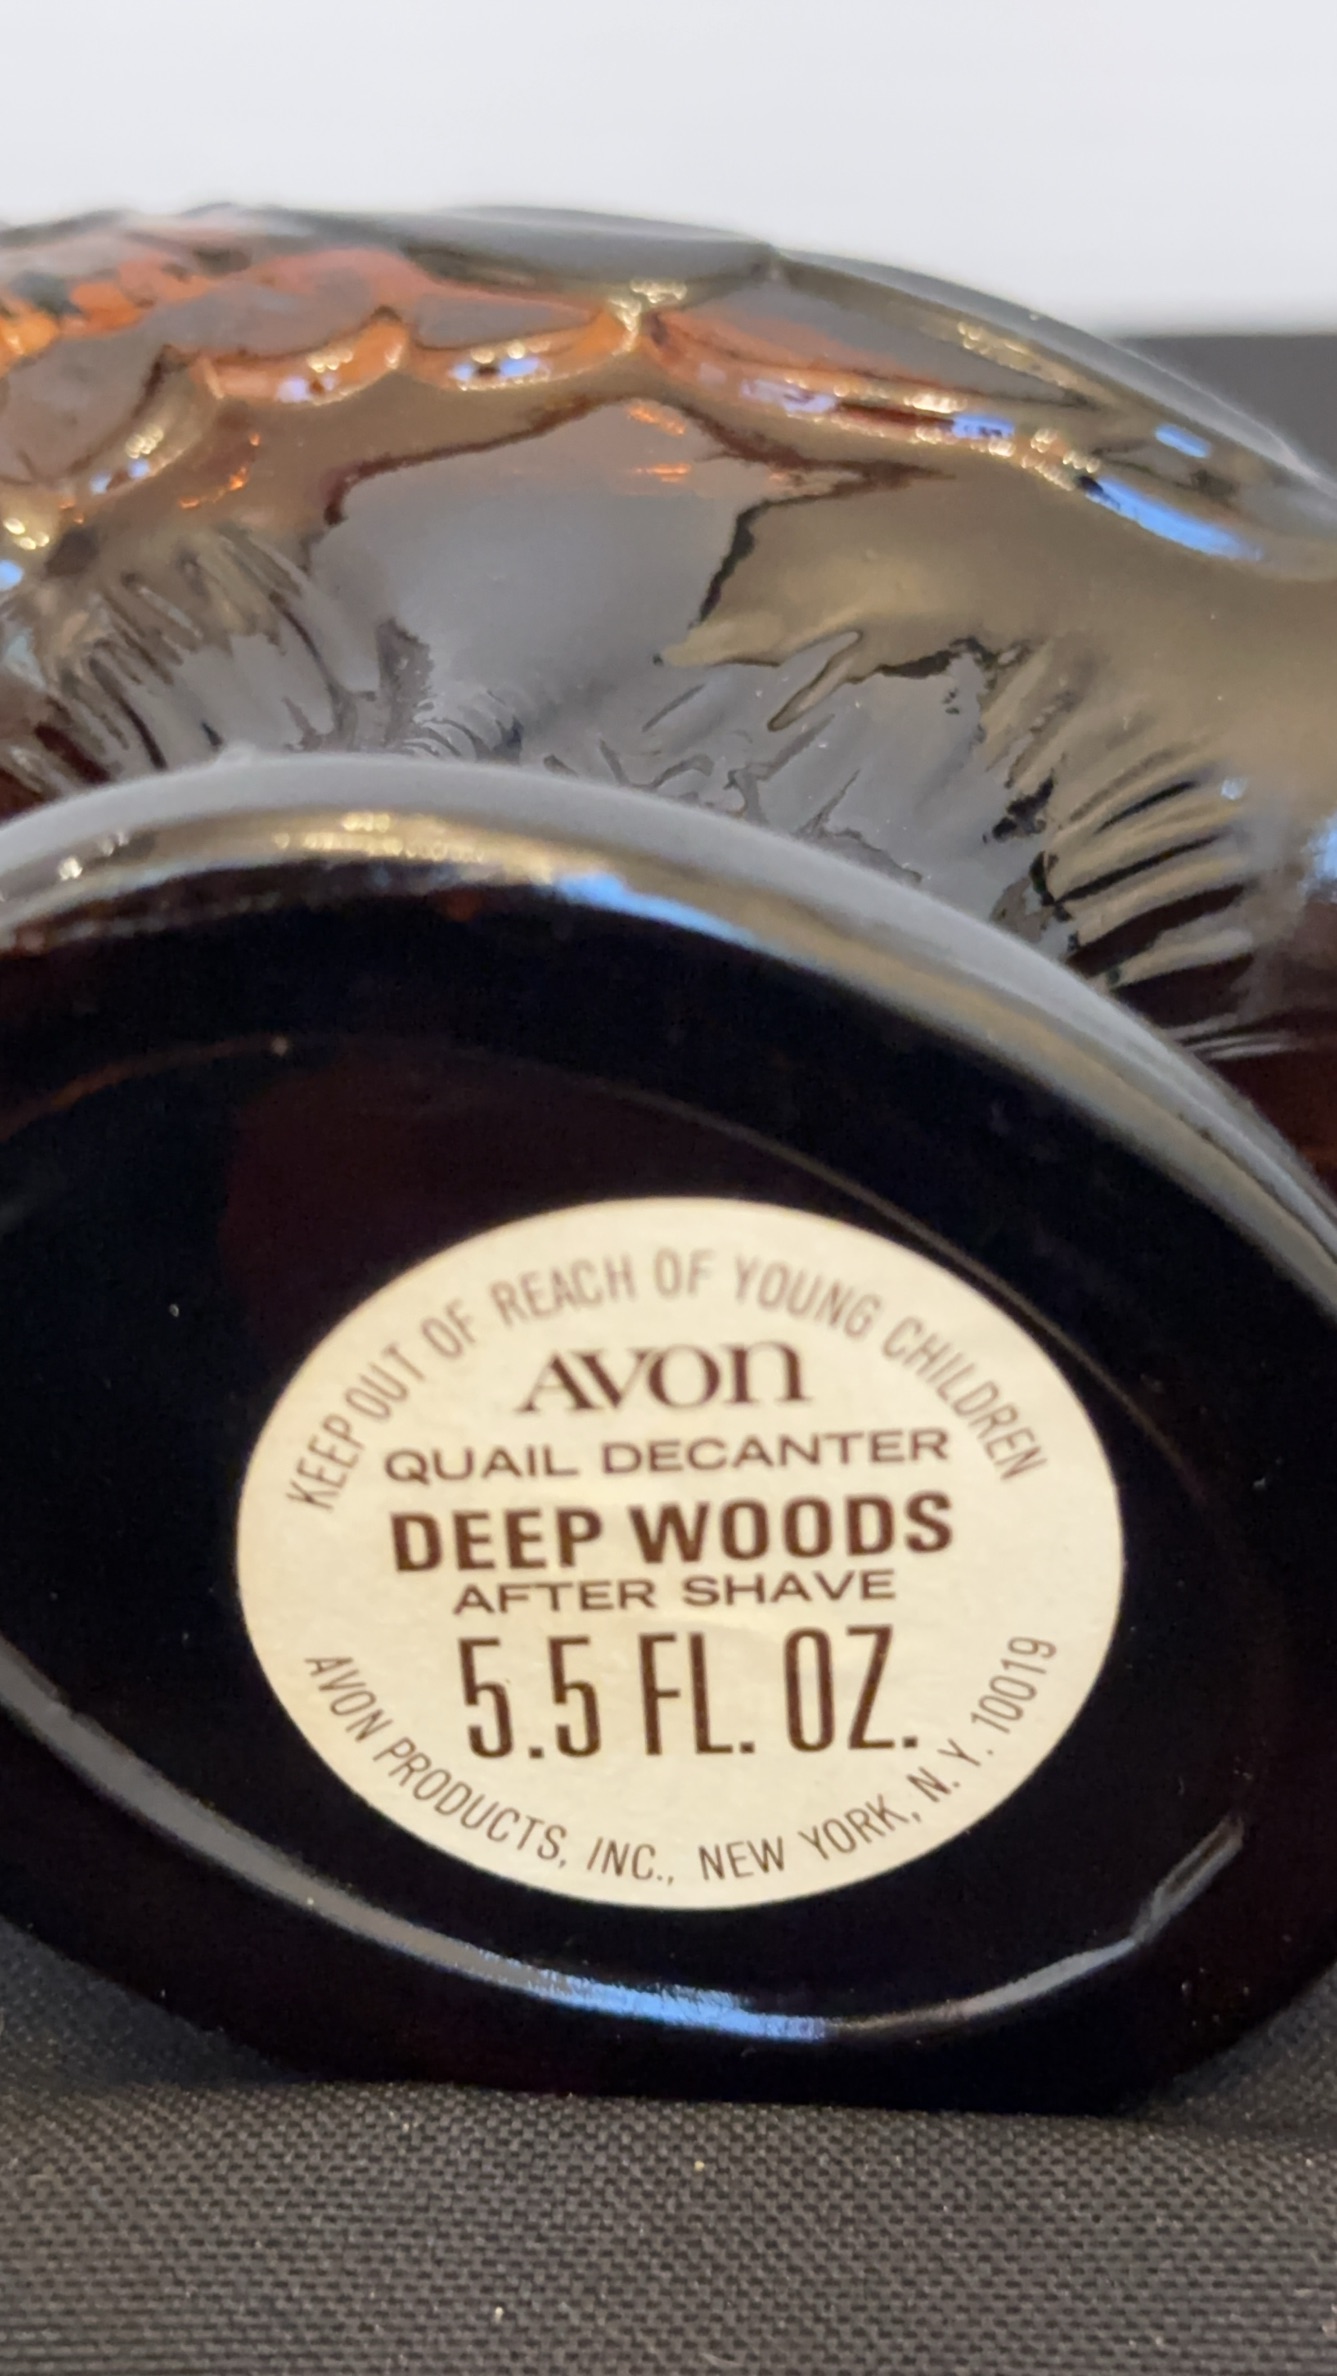 KEEP OUT OF REACH OF YOUNG CHILDREN
AVON
QUAIL DECANTER
DEEP WOODS
AFTER SHAVE
5.5 FL. OZ.
AVON PRODUCTS, INC., NEW YORK, N.Y. 10019